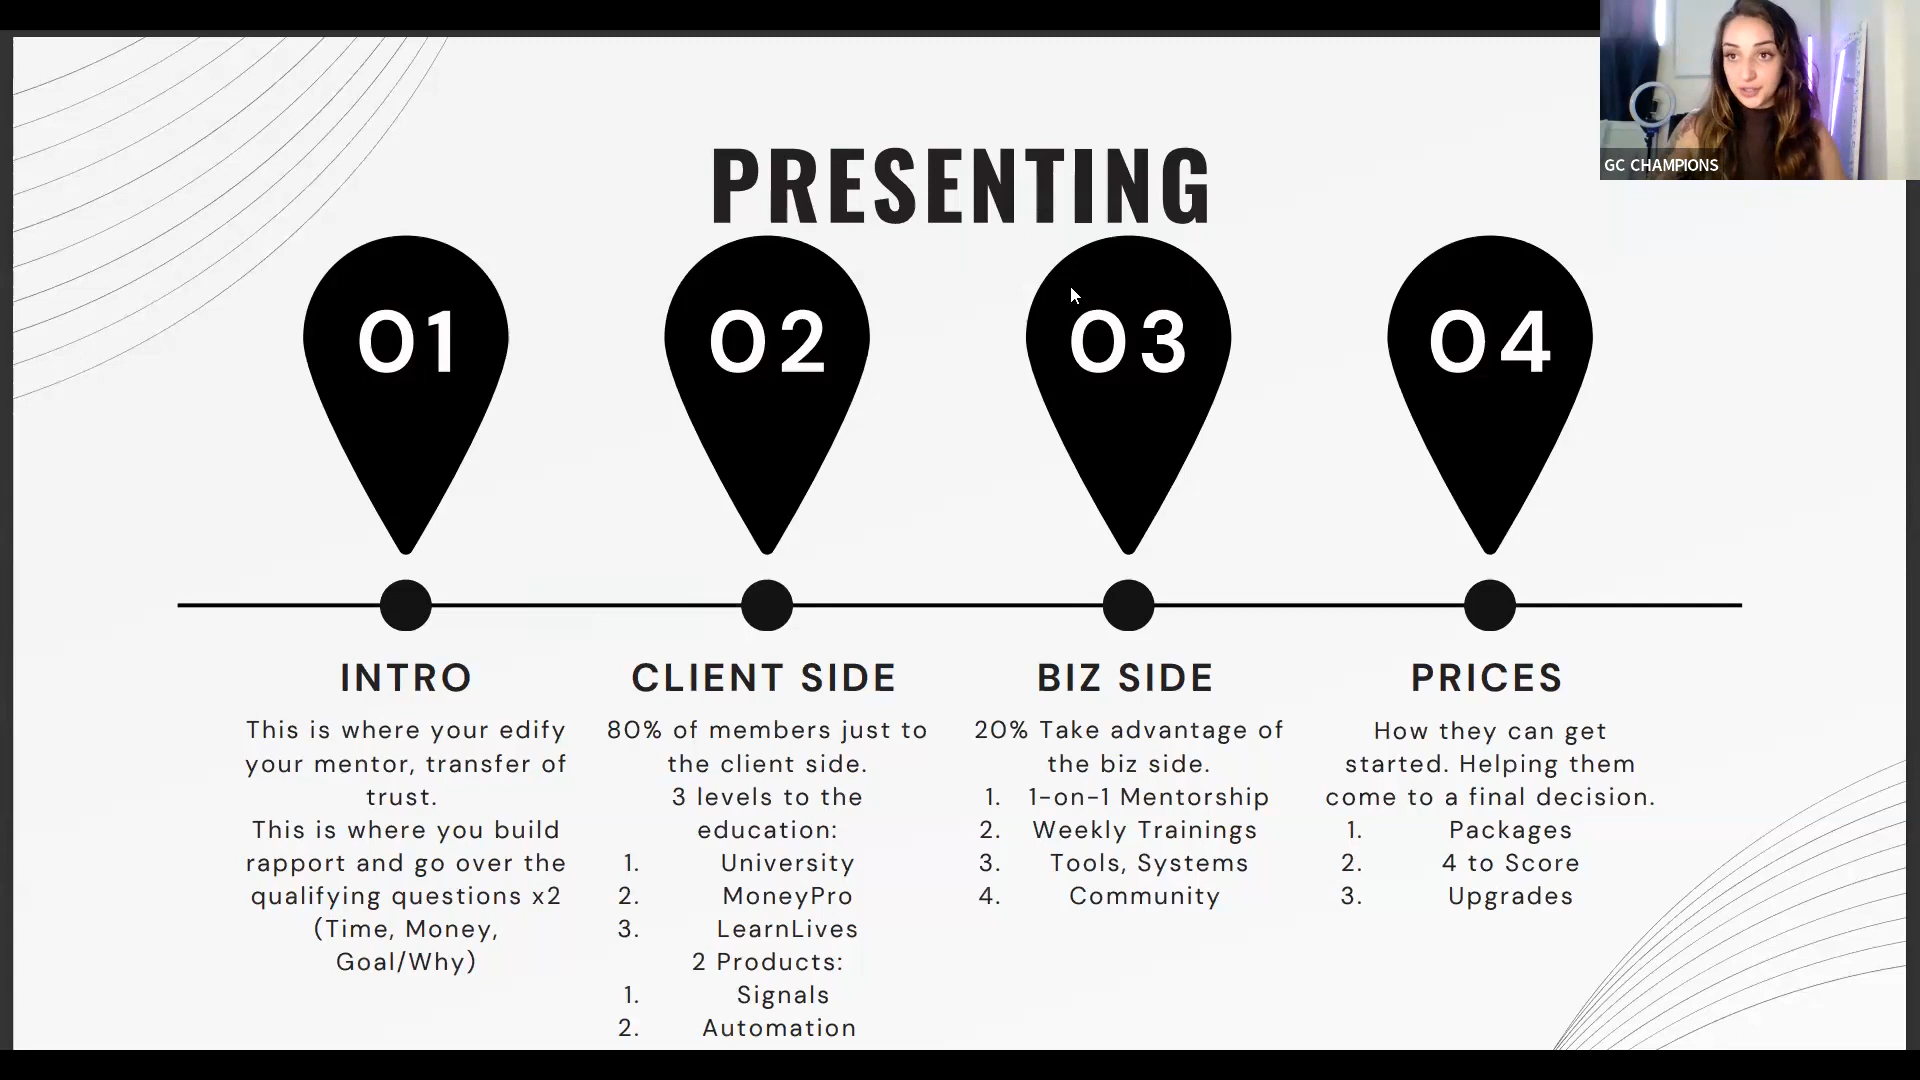 GC CHAMPIONS
PRESENTING
01
02
03
04
INTRO
This is where your edify
your mentor, transfer of
trust.
This is where you build
rapport and go over the
qualifying questions x2
(Time, Money,
Goal/Why)
CLIENT SIDE
80% of members just to
the client side.
3 levels to the
education:
1. University
2. MoneyPro
3. LearnLives
2 Products:
1. Signals
2. Automation
BIZ SIDE
20% Take advantage of
the biz side.
1. 1-on-1 Mentorship
2. Weekly Trainings
3. Tools, Systems
4. Community
PRICES
How they can get
started. Helping them
come to a final decision.
1. Packages
2. 4 to Score
3. Upgrades